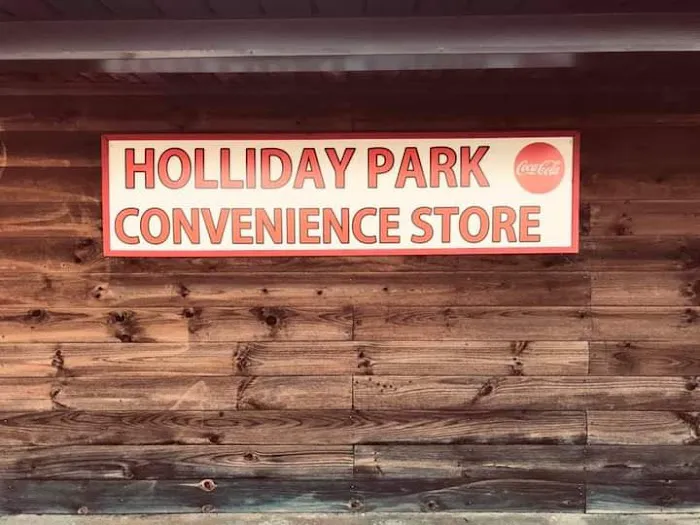 HOLLIDAY PARK
Coca-Cola
CONVENIENCE STORE